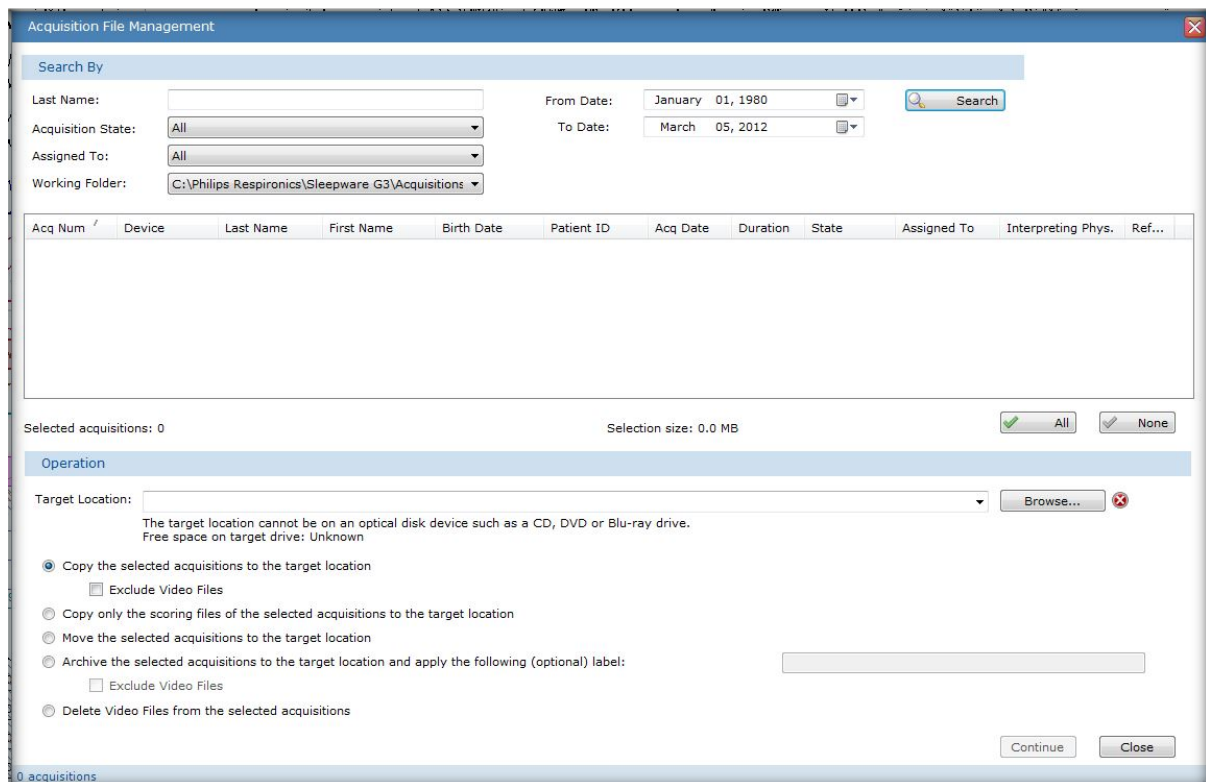 Acquisition File Management
Search By
Last Name:
From Date: January 01, 1980
Search
Acquisition State: All
To Date: March 05, 2012
Assigned To: All
Working Folder: C:\Philips Respironics\Sleepware G3\Acquisitions
Acq Num Device Last Name First Name Birth Date Patient ID Acq Date Duration State Assigned To Interpreting Phys. Ref...
Selected acquisitions: 0 Selection size: 0.0 MB All None
Operation
Target Location: Browse...
The target location cannot be on an optical disk device such as a CD, DVD or Blu-ray drive.
Free space on target drive: Unknown
Copy the selected acquisitions to the target location
Exclude Video Files
Copy only the scoring files of the selected acquisitions to the target location
Move the selected acquisitions to the target location
Archive the selected acquisitions to the target location and apply the following (optional) label:
Exclude Video Files
Delete Video Files from the selected acquisitions
Continue Close
0 acquisitions